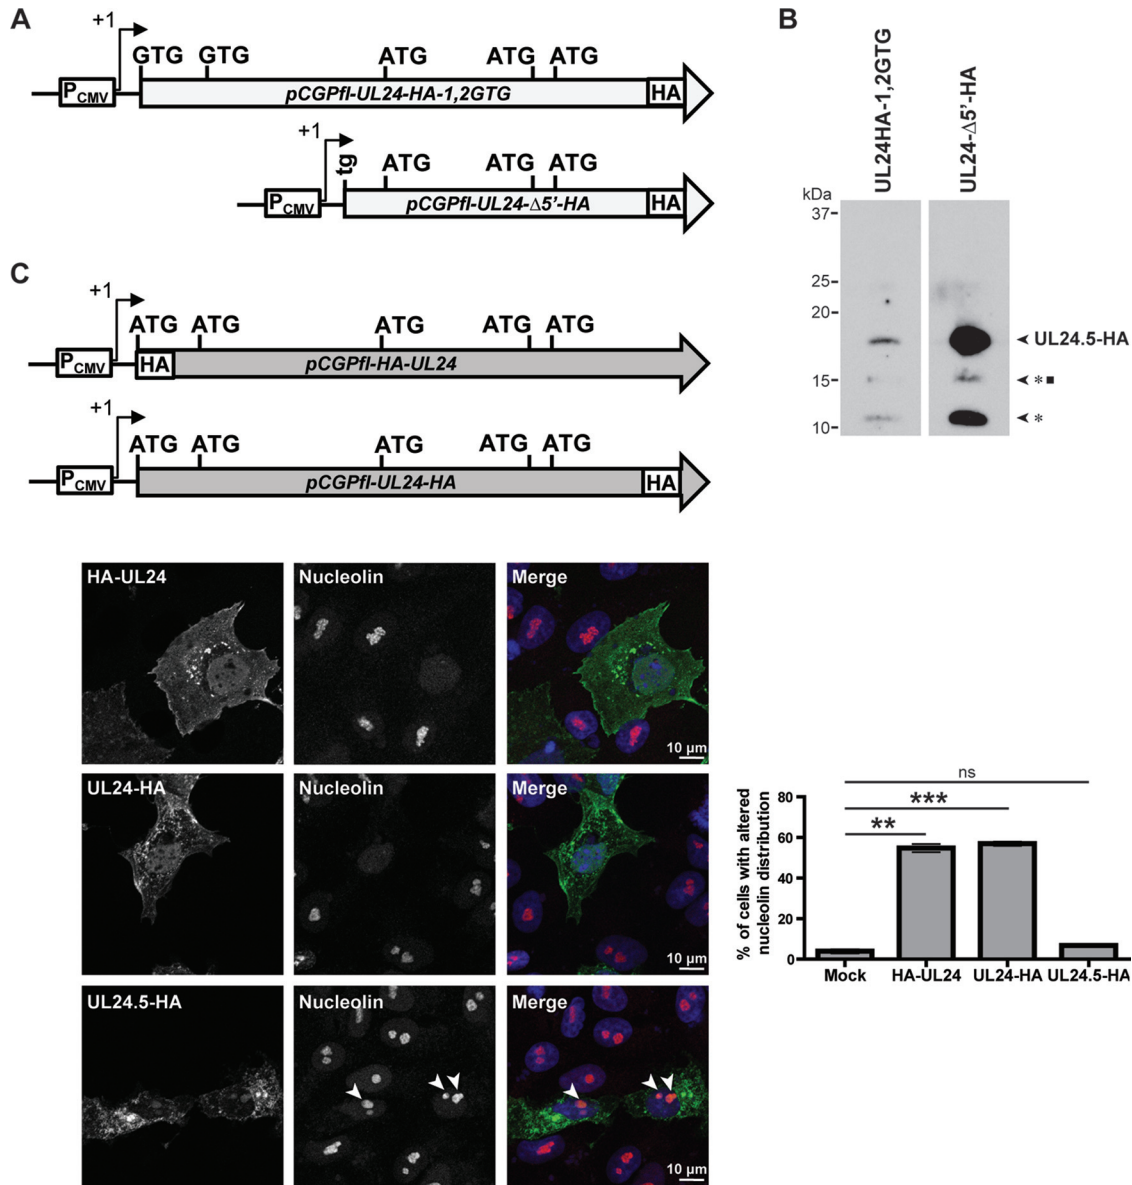 A
+1
GTG GTG ATG ATG ATG
PCMV
pCGPfl-UL24-HA-1,2GTG
HA
+1
tg
ATG ATG ATG
PCMV
pCGPfl-UL24-Δ5'-HA
HA
B
UL24HA-1,2GTG
UL24-Δ5'-HA
kDa
37-
25-
20-
15-
10-
UL24.5-HA
*■
*
C
+1
ATG ATG ATG ATG ATG
PCMV
HA
pCGPfl-HA-UL24
+1
ATG ATG ATG ATG ATG
PCMV
pCGPfl-UL24-HA
HA
HA-UL24
Nucleolin
Merge
10 μm
UL24-HA
Nucleolin
Merge
10 μm
UL24.5-HA
Nucleolin
Merge
10 μm
% of cells with altered
nucleolin distribution
80
60
40
20
0
ns
***
**
Mock HA-UL24 UL24-HA UL24.5-HA